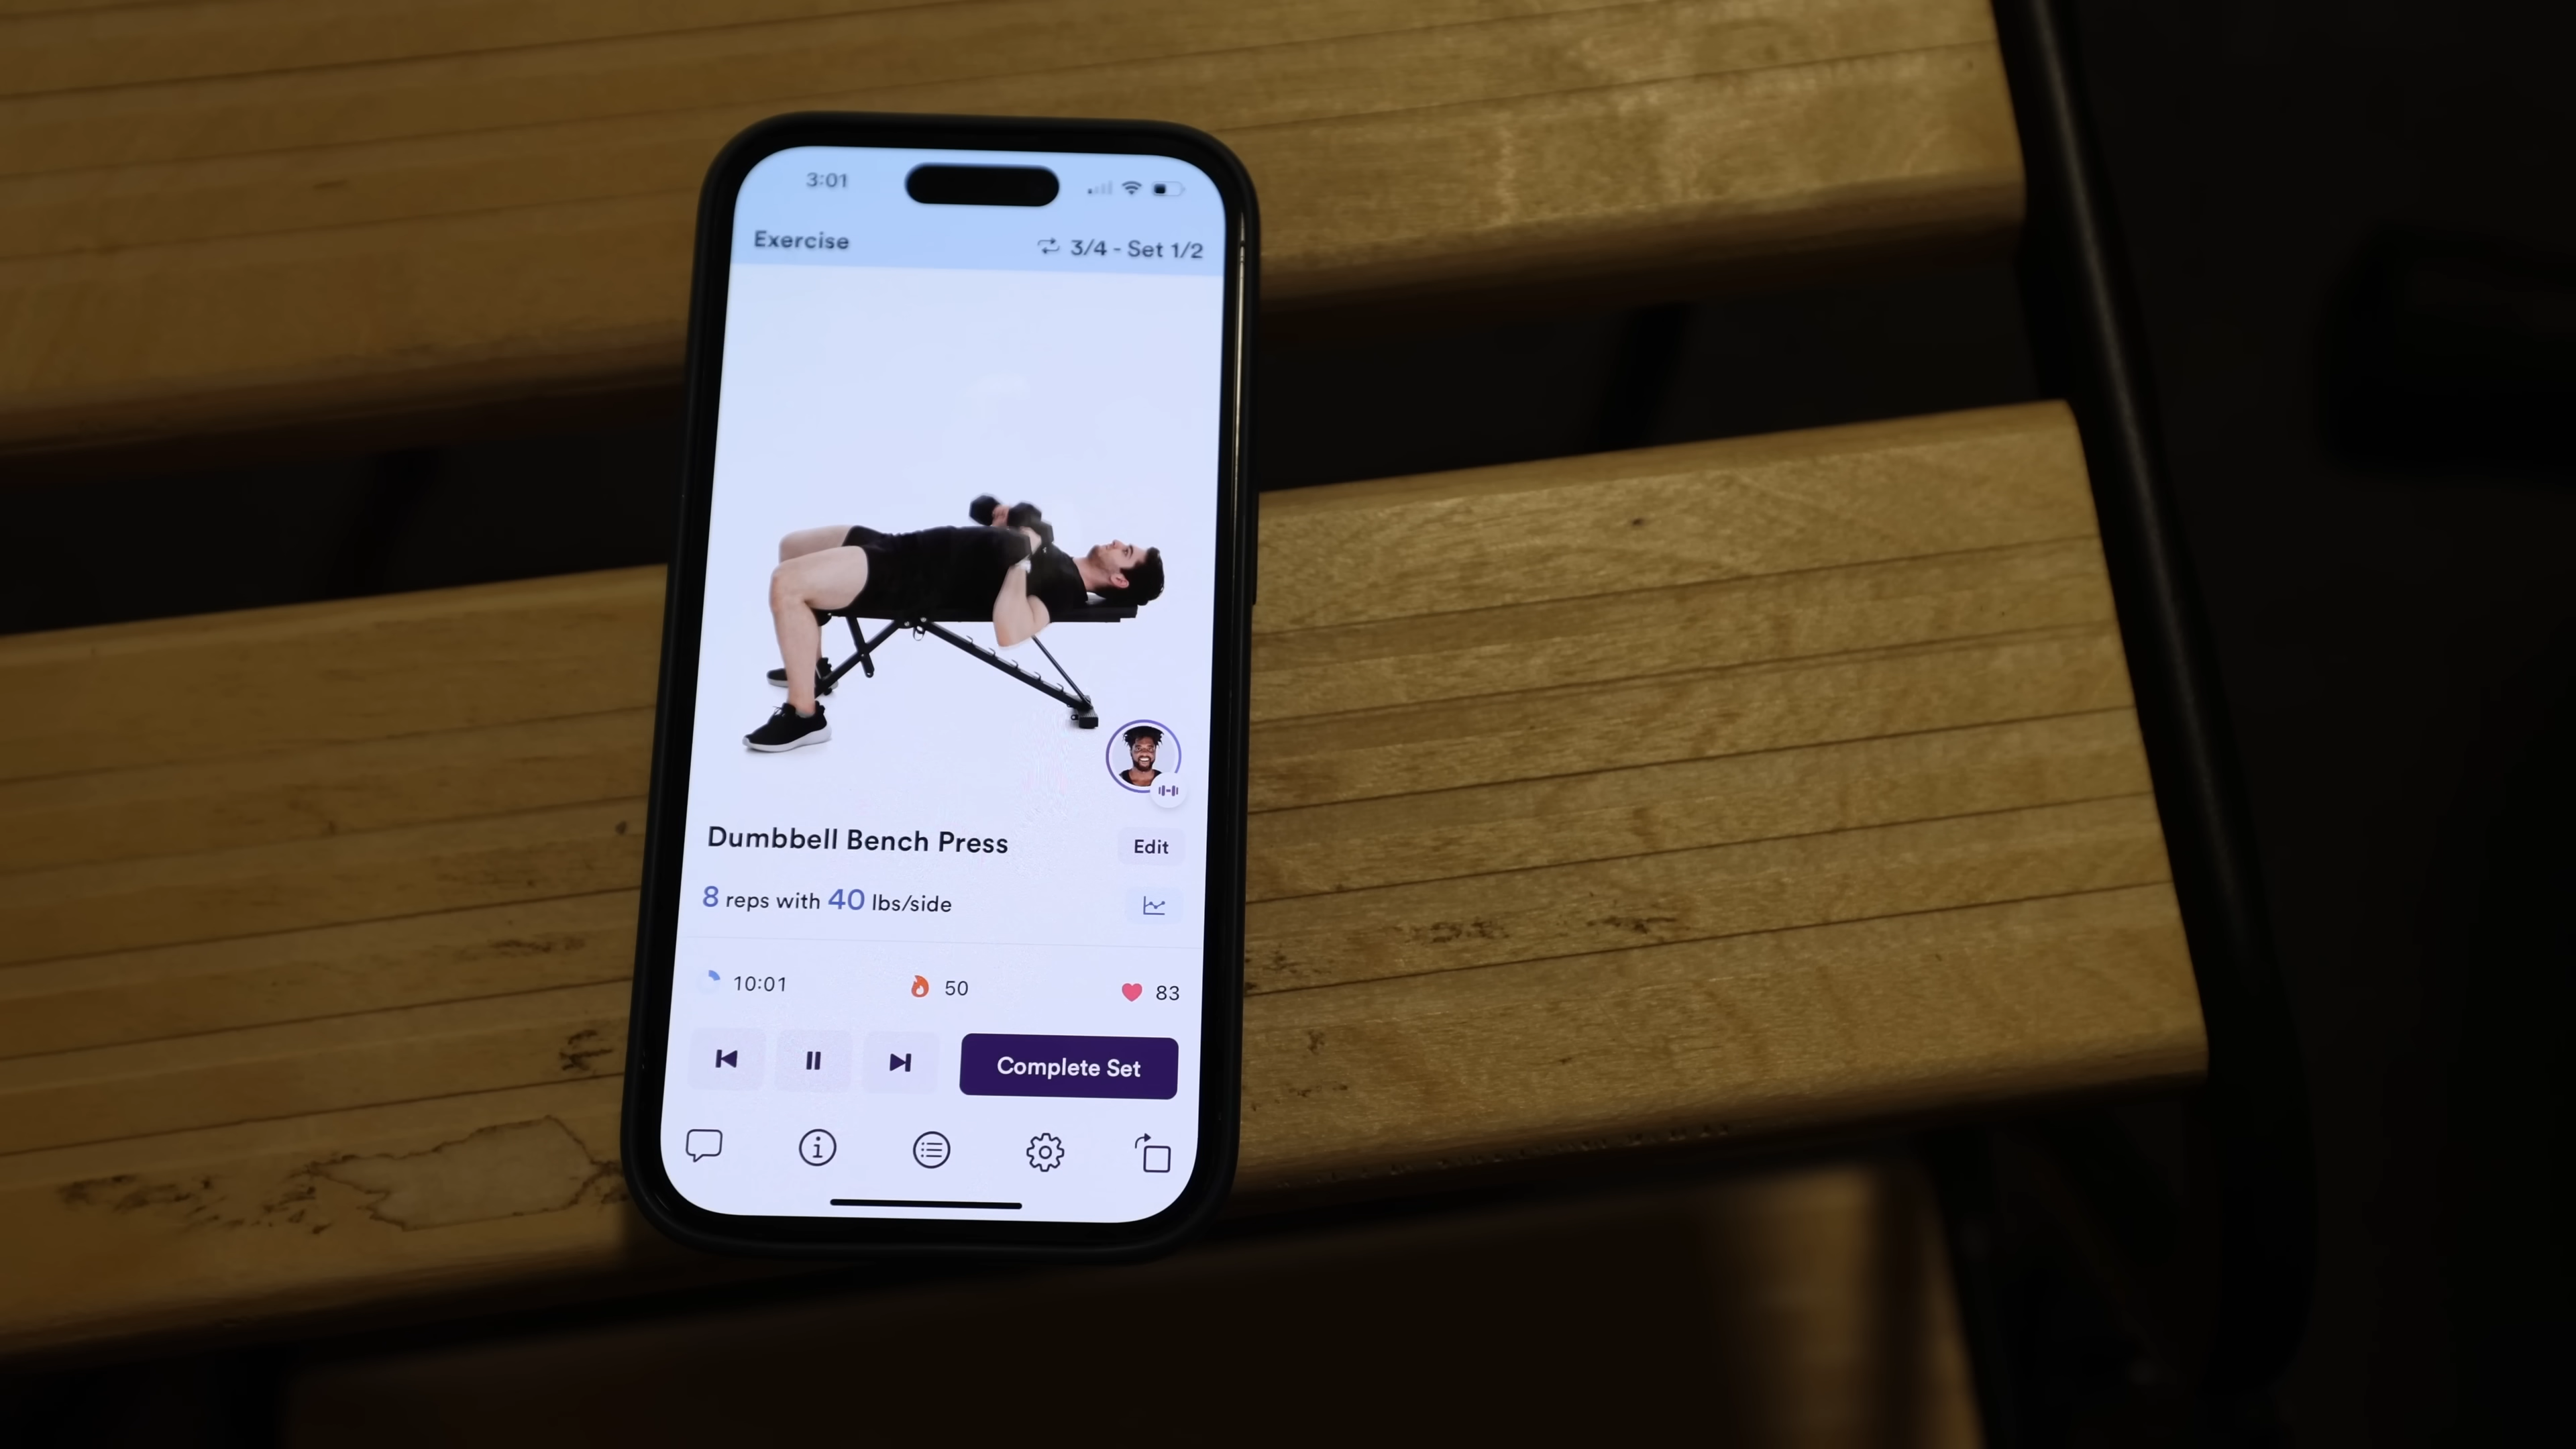 3:01
Exercise
3/4 - Set 1/2
Dumbbell Bench Press
Edit
8 reps with 40 lbs/side
10:01
50
83
Complete Set